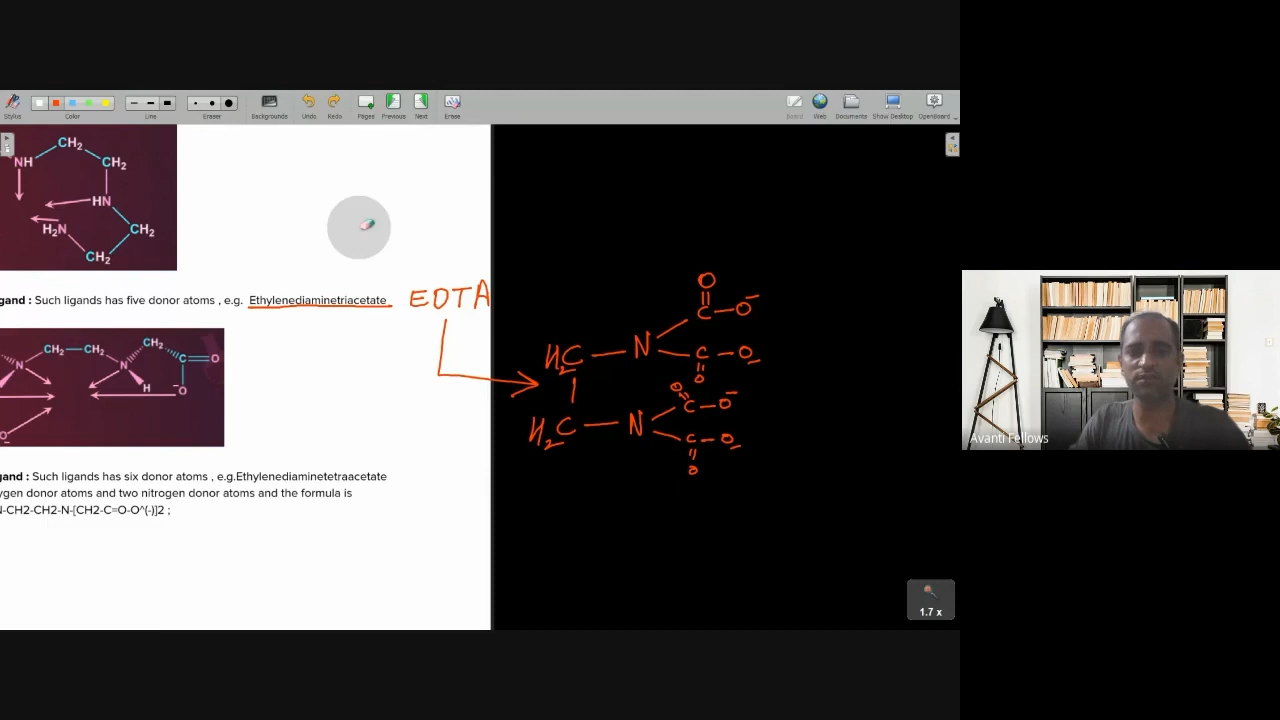 Stylus Color Line Eraser Backgrounds Undo Redo Pages Previous Next Erase Board Web Documents Show Desktop OpenBoard
NH
CH2
CH2
HN
H2N
CH2
CH2
gand : Such ligands has five donor atoms , e.g. Ethylenediaminetriacetate
EDTA
N
CH2
CH2
N
CH2
C
O
H
-O
O-
gand : Such ligands has six donor atoms , e.g.Ethylenediaminetetraacetate
ygen donor atoms and two nitrogen donor atoms and the formula is
N-CH2-CH2-N-[CH2-C=O-O^(-)]2 ;
O
||
C - O-
H2C - N
C - O-
||
O
O
C - O-
H2C - N
C - O-
||
O
Avanti Fellows
1.7 x